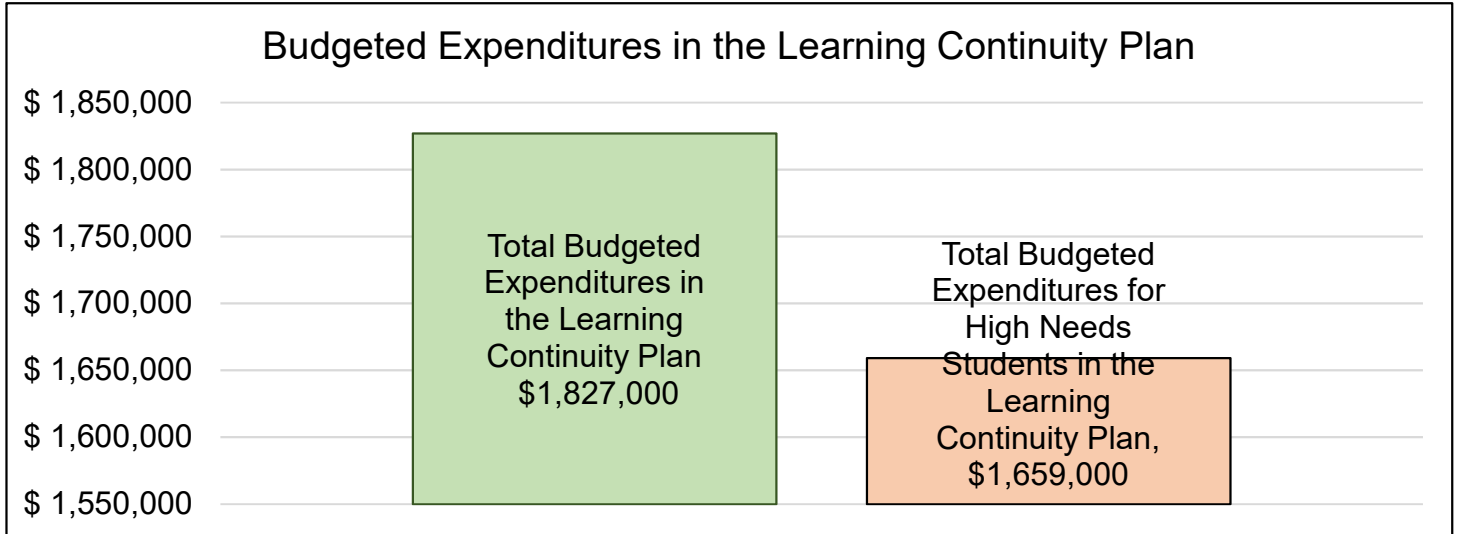 Budgeted Expenditures in the Learning Continuity Plan
$ 1,850,000
$ 1,800,000
$ 1,750,000
$ 1,700,000
$ 1,650,000
$ 1,600,000
$ 1,550,000
Total Budgeted
Expenditures in
the Learning
Continuity Plan
$1,827,000
Total Budgeted
Expenditures for
High Needs
Students in the
Learning
Continuity Plan,
$1,659,000